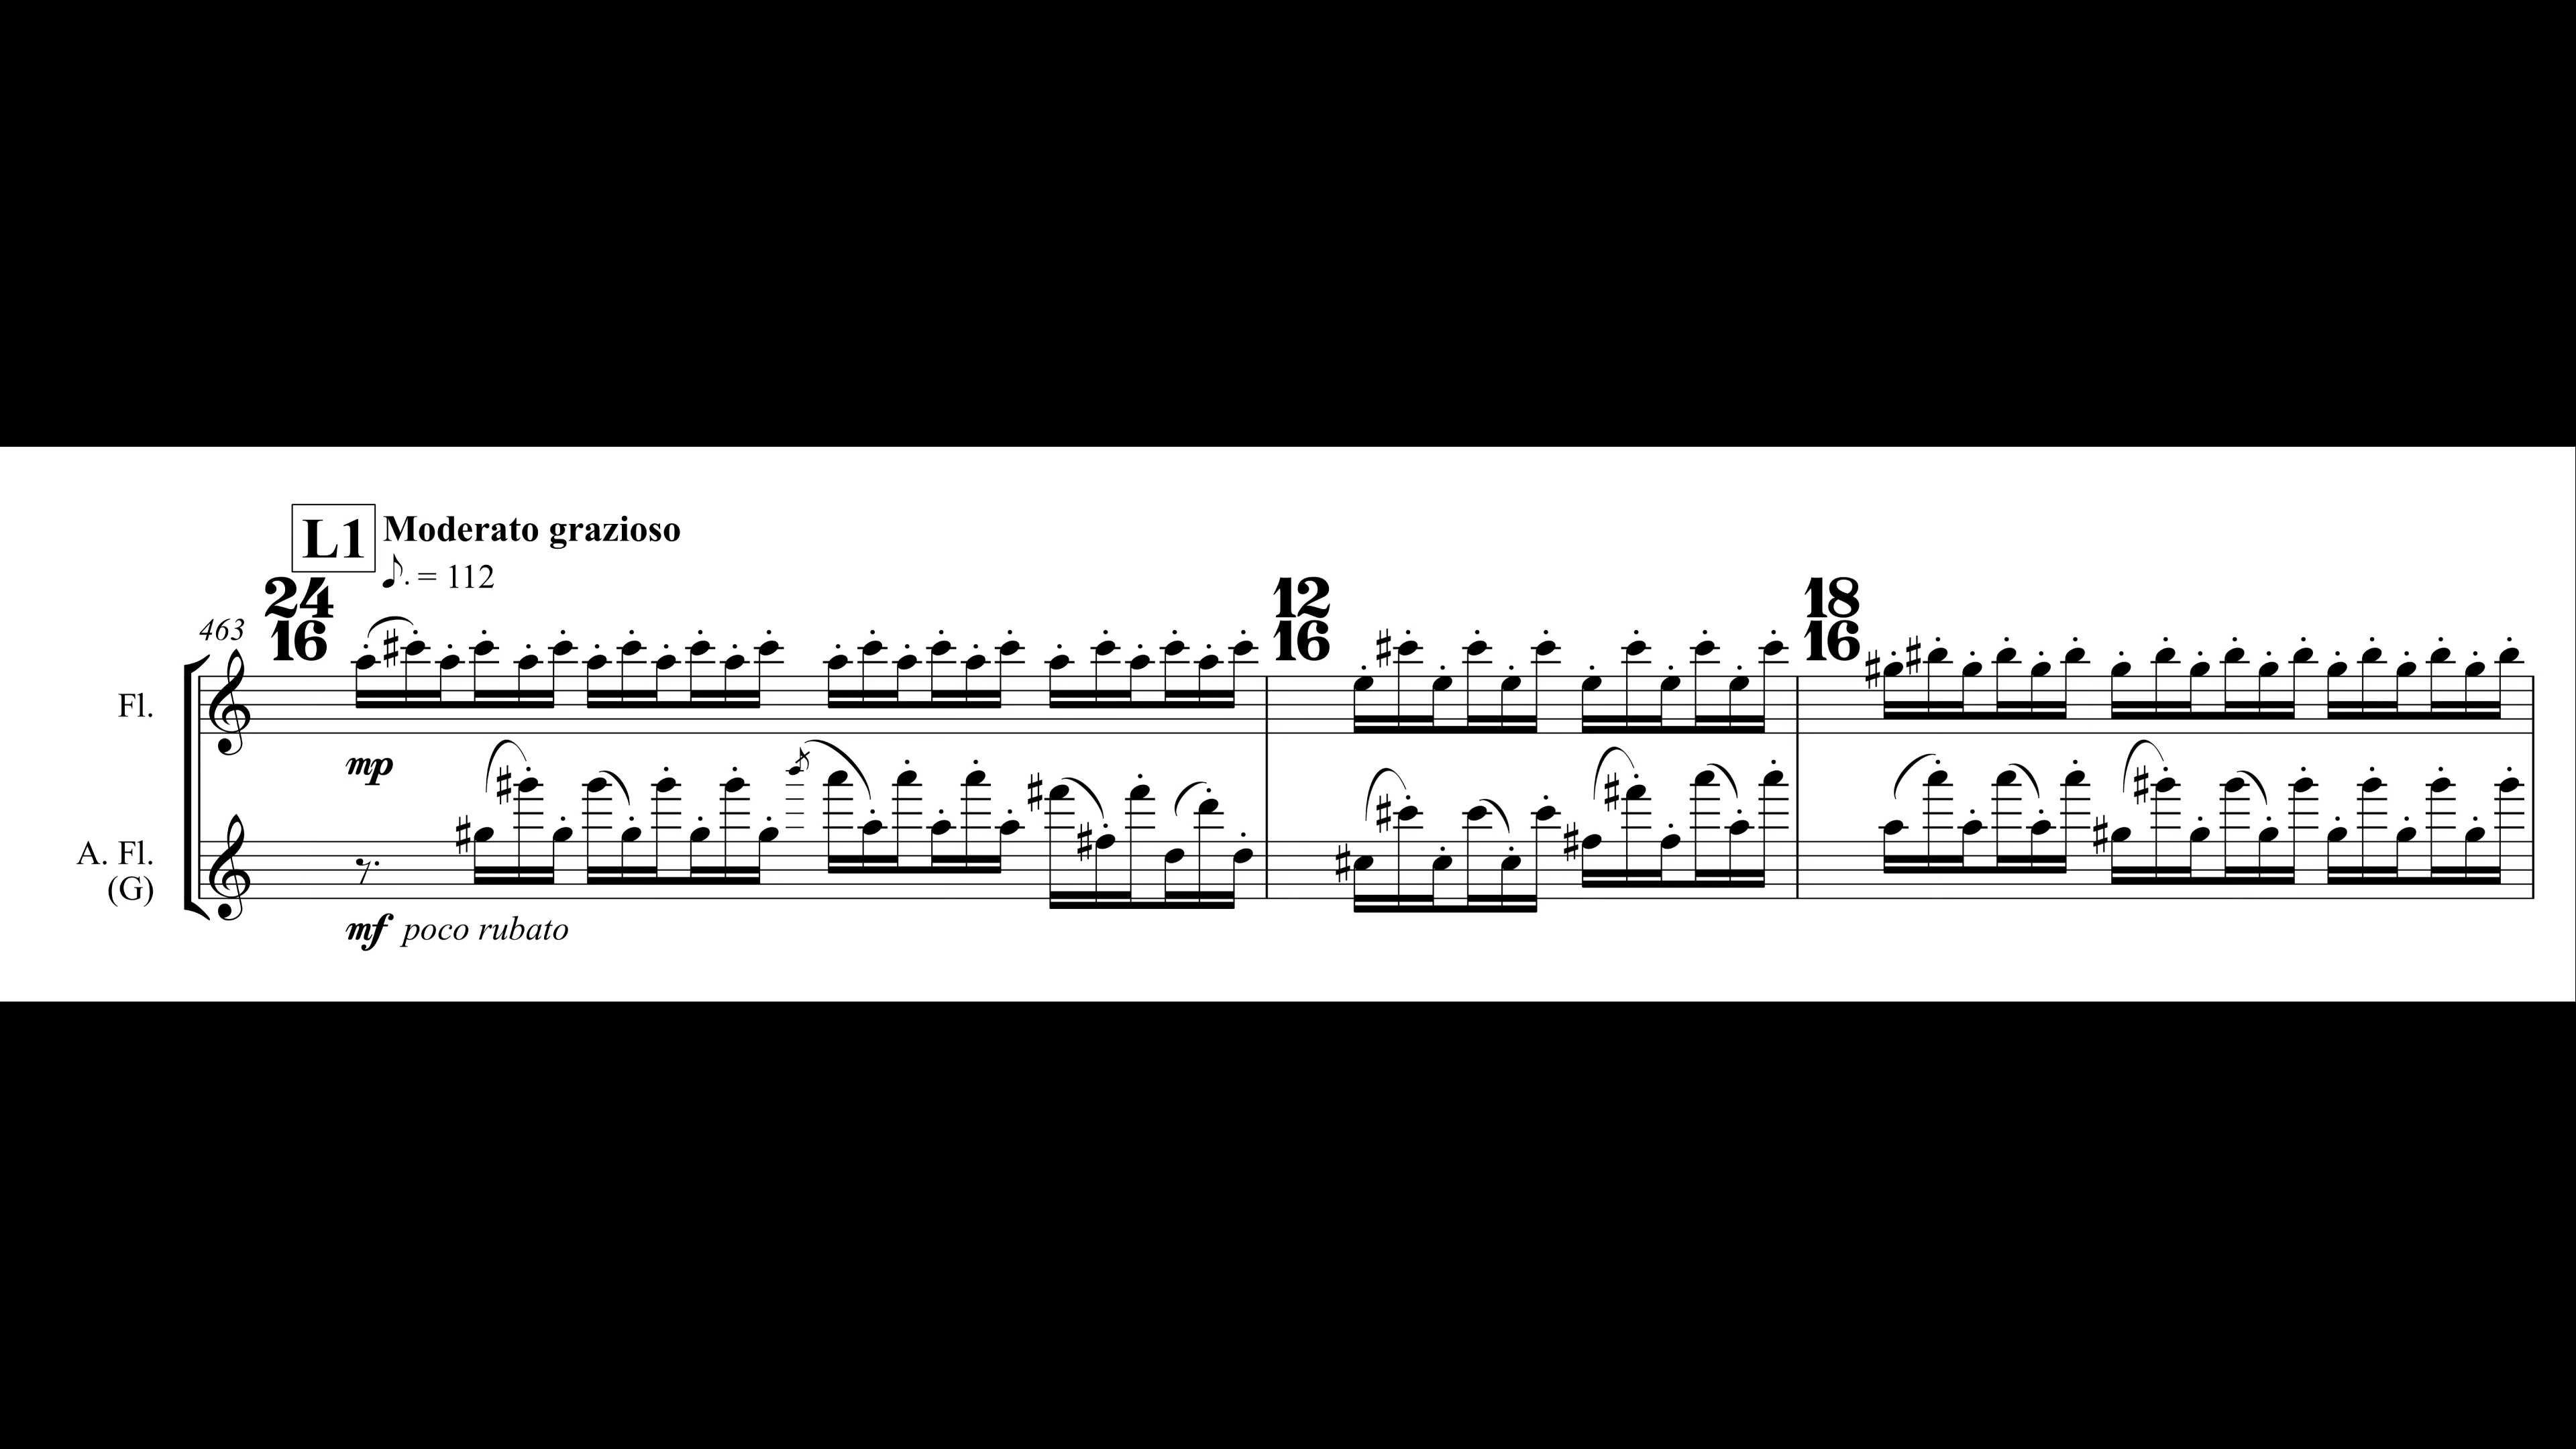 L1 Moderato grazioso
♪. = 112
463
24
16
12
16
18
16
Fl.
mp
A. Fl.
(G)
mf poco rubato